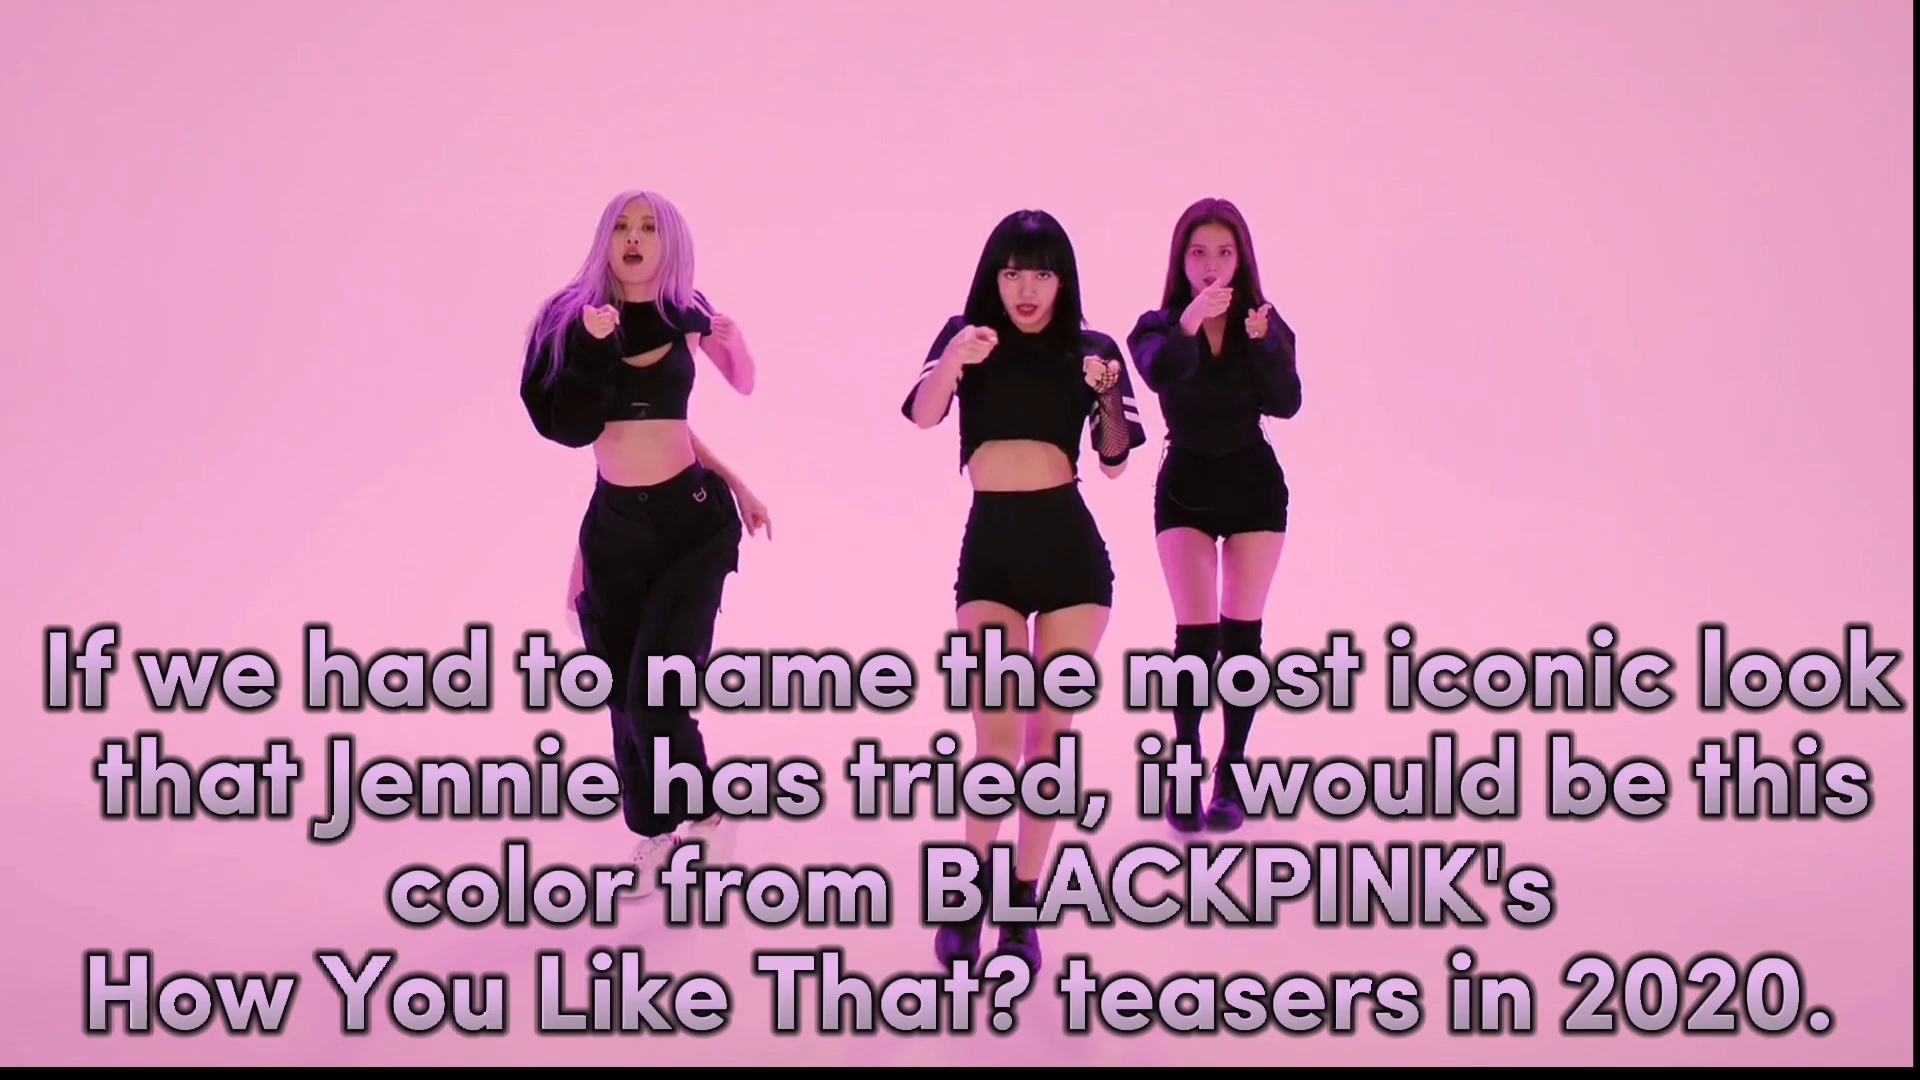 If we had to name the most iconic look
that Jennie has tried, it would be this
color from BLACKPINK's
How You Like That? teasers in 2020.